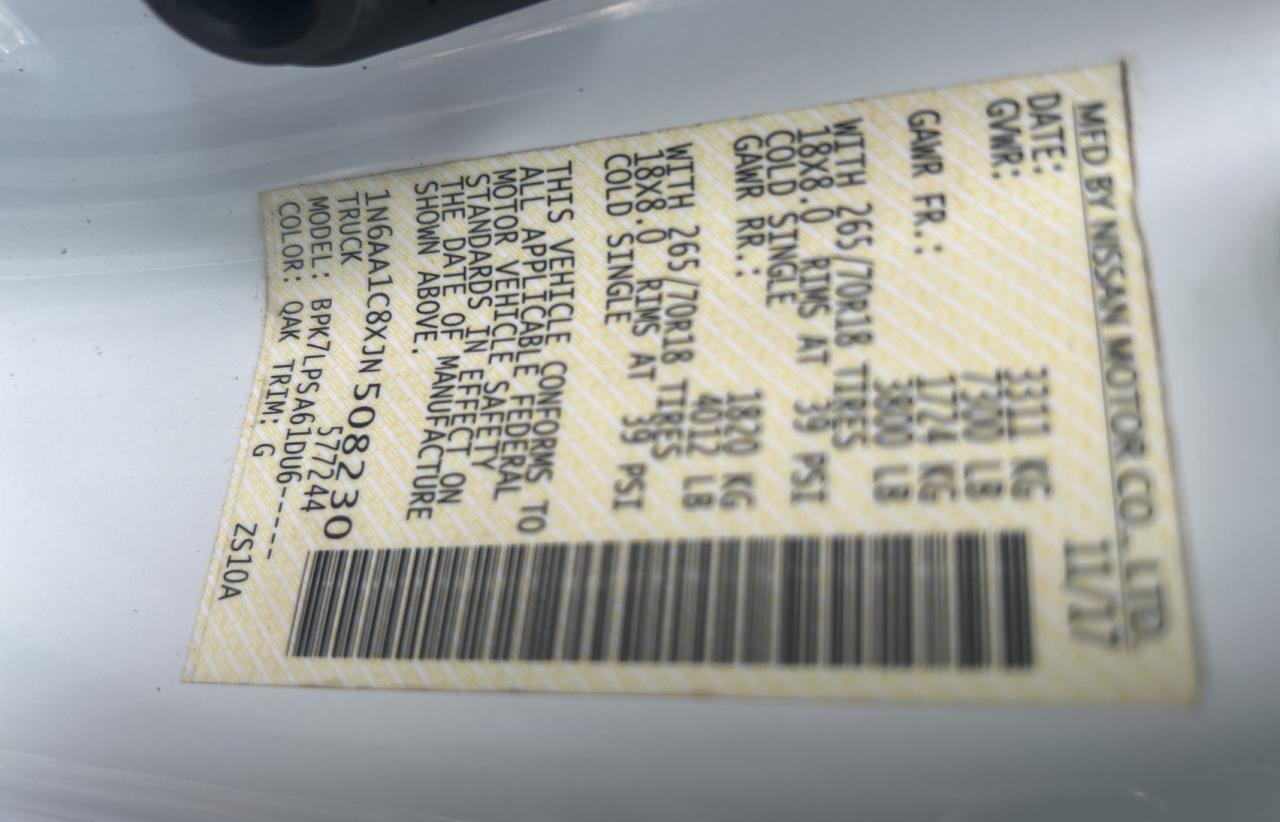 MFD BY NISSAN MOTOR CO., LTD.
DATE: 11/17
GVWR: 3311 KG
7300 LB
GAWR FR.: 1724 KG
3800 LB
WITH 265/70R18 TIRES
18X8.0 RIMS AT 39 PSI
COLD SINGLE
GAWR RR.: 1820 KG
4012 LB
WITH 265/70R18 TIRES
18X8.0 RIMS AT 39 PSI
COLD SINGLE
THIS VEHICLE CONFORMS TO
ALL APPLICABLE FEDERAL
MOTOR VEHICLE SAFETY
STANDARDS IN EFFECT ON
THE DATE OF MANUFACTURE
SHOWN ABOVE.
1N6AA1C8XJN508230
TRUCK 577244
MODEL: BPK7LPSA61DU6-----
COLOR: QAK TRIM: G ZS10A